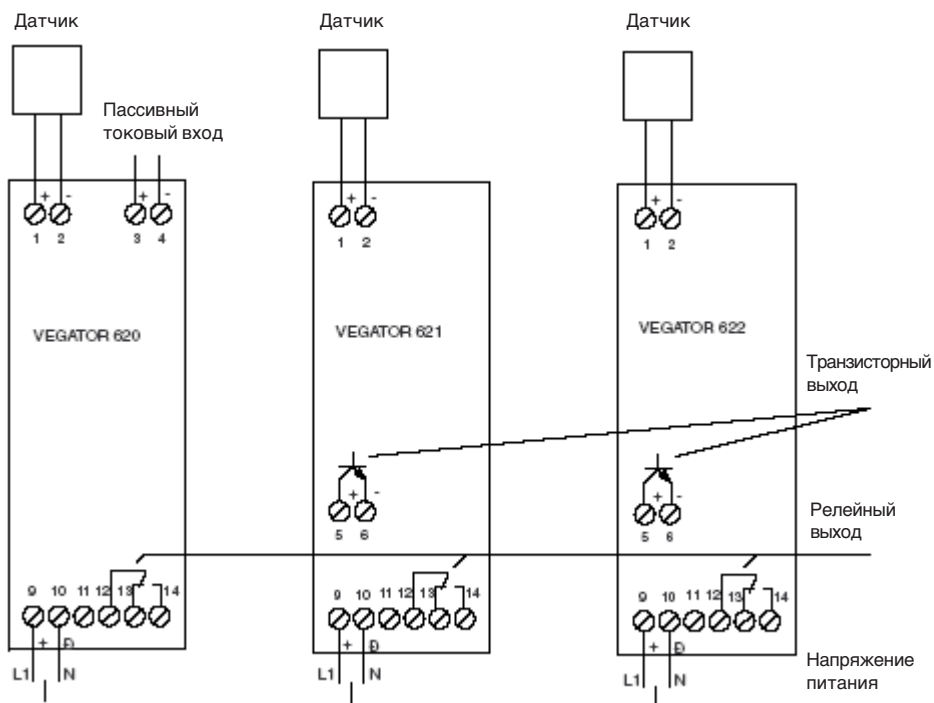 Датчик Датчик Датчик
Пассивный
токовый вход
+ - + - + - + -
1 2 3 4 1 2 1 2
VEGATOR 620 VEGATOR 621 VEGATOR 622
Транзисторный
выход
+ - + -
5 6 5 6
Релейный
выход
9 10 11 12 13 14 9 10 11 12 13 14 9 10 11 12 13 14
+ Đ + Đ + Đ
L1 N L1 N L1 N
Напряжение
питания